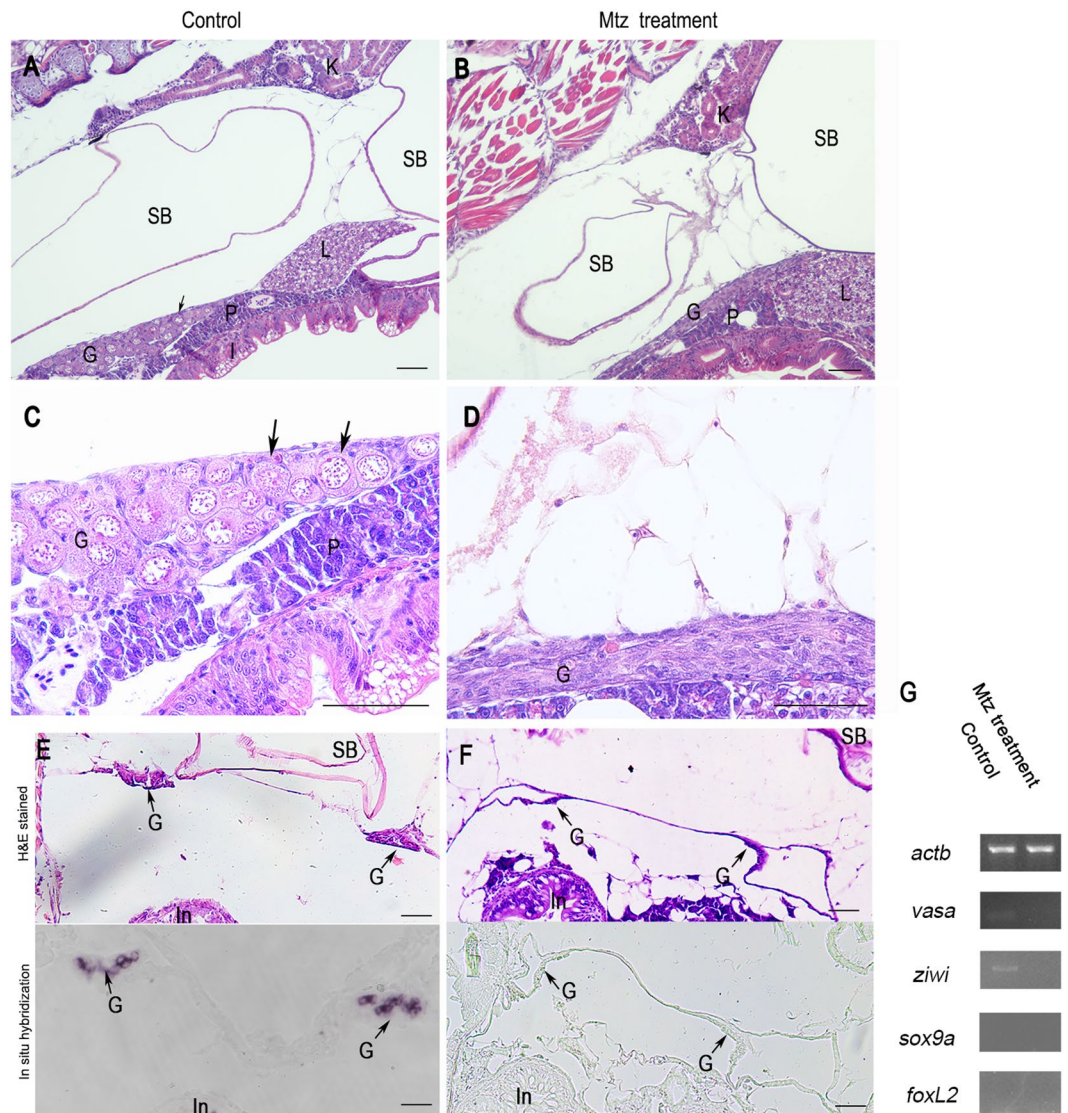 Control
Mtz treatment
A
K
SB
SB
L
P
G
I
B
K
SB
SB
G
P
L
C
G
P
D
G
E
H&E stained
SB
G
G
In
F
SB
G
G
In
In situ hybridization
G
G
In
G
G
In
G
Control
Mtz treatment
actb
vasa
ziwi
sox9a
foxL2